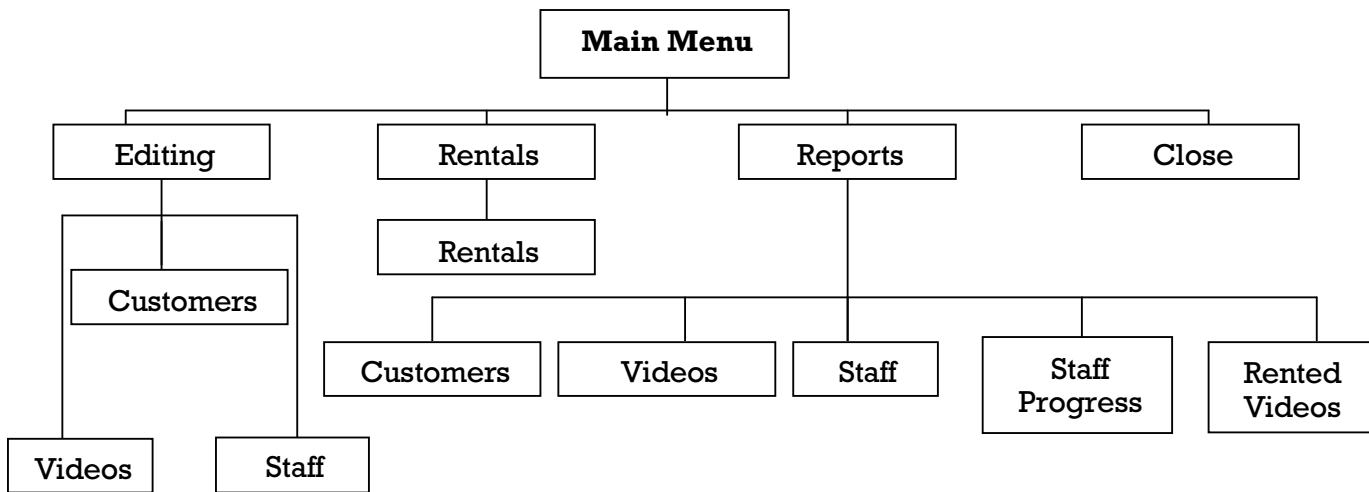 Main Menu
Editing
Rentals
Reports
Close
Rentals
Customers
Customers
Videos
Staff
Staff
Progress
Rented
Videos
Videos
Staff